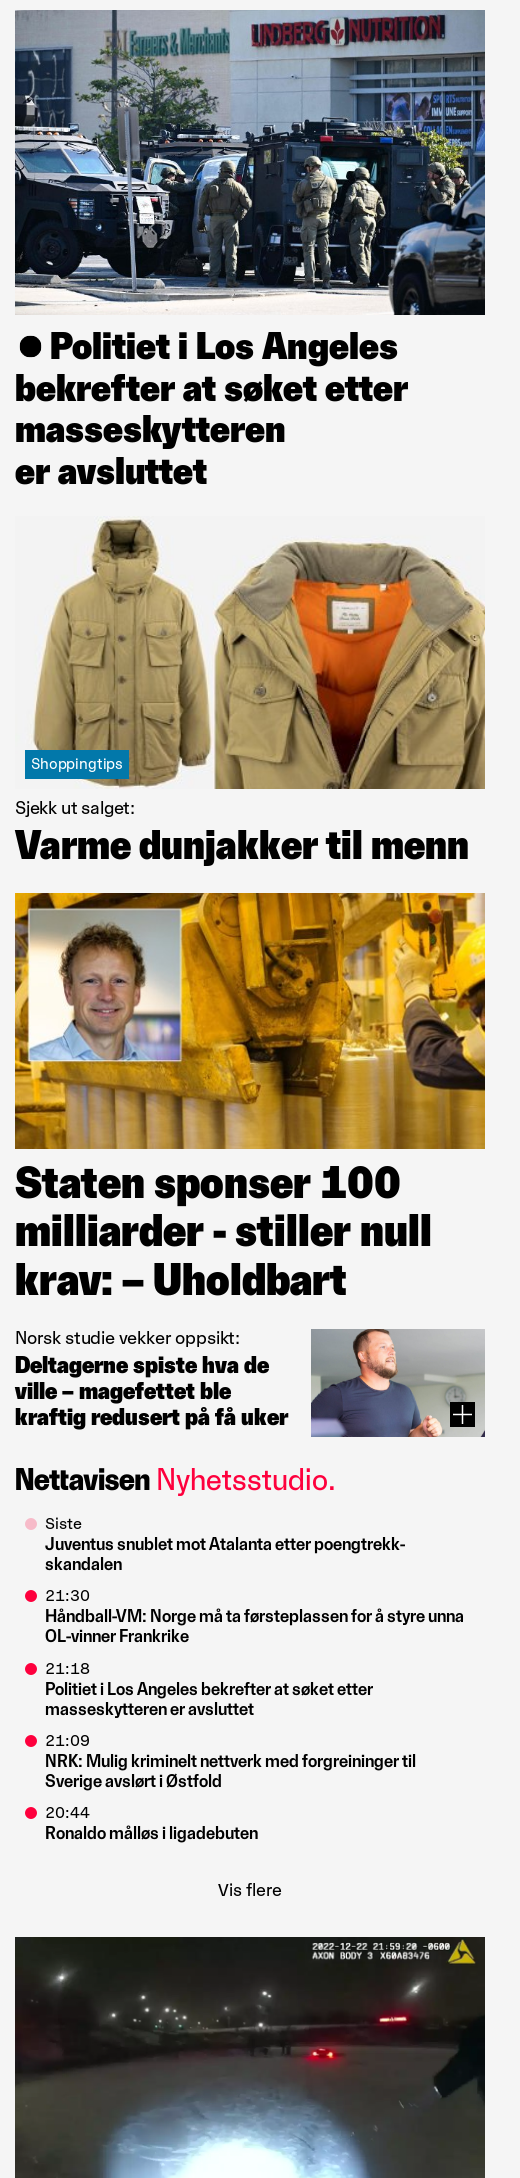 Farmers & Merchants
LINDBERG NUTRITION
SPORTS
IMMUNE
● Politiet i Los Angeles
bekrefter at søket etter
masseskytteren
er avsluttet
Shoppingtips
Sjekk ut salget:
Varme dunjakker til menn
Staten sponser 100
milliarder - stiller null
krav: – Uholdbart
Norsk studie vekker oppsikt:
Deltagerne spiste hva de
ville – magefettet ble
kraftig redusert på få uker
Nettavisen Nyhetsstudio.
Siste
Juventus snublet mot Atalanta etter poengtrekk-
skandalen
21:30
Håndball-VM: Norge må ta førsteplassen for å styre unna
OL-vinner Frankrike
21:18
Politiet i Los Angeles bekrefter at søket etter
masseskytteren er avsluttet
21:09
NRK: Mulig kriminelt nettverk med forgreininger til
Sverige avslørt i Østfold
20:44
Ronaldo målløs i ligadebuten
Vis flere
2022-12-22 21:59:20 -0600
AXON BODY 3 X60AB3476